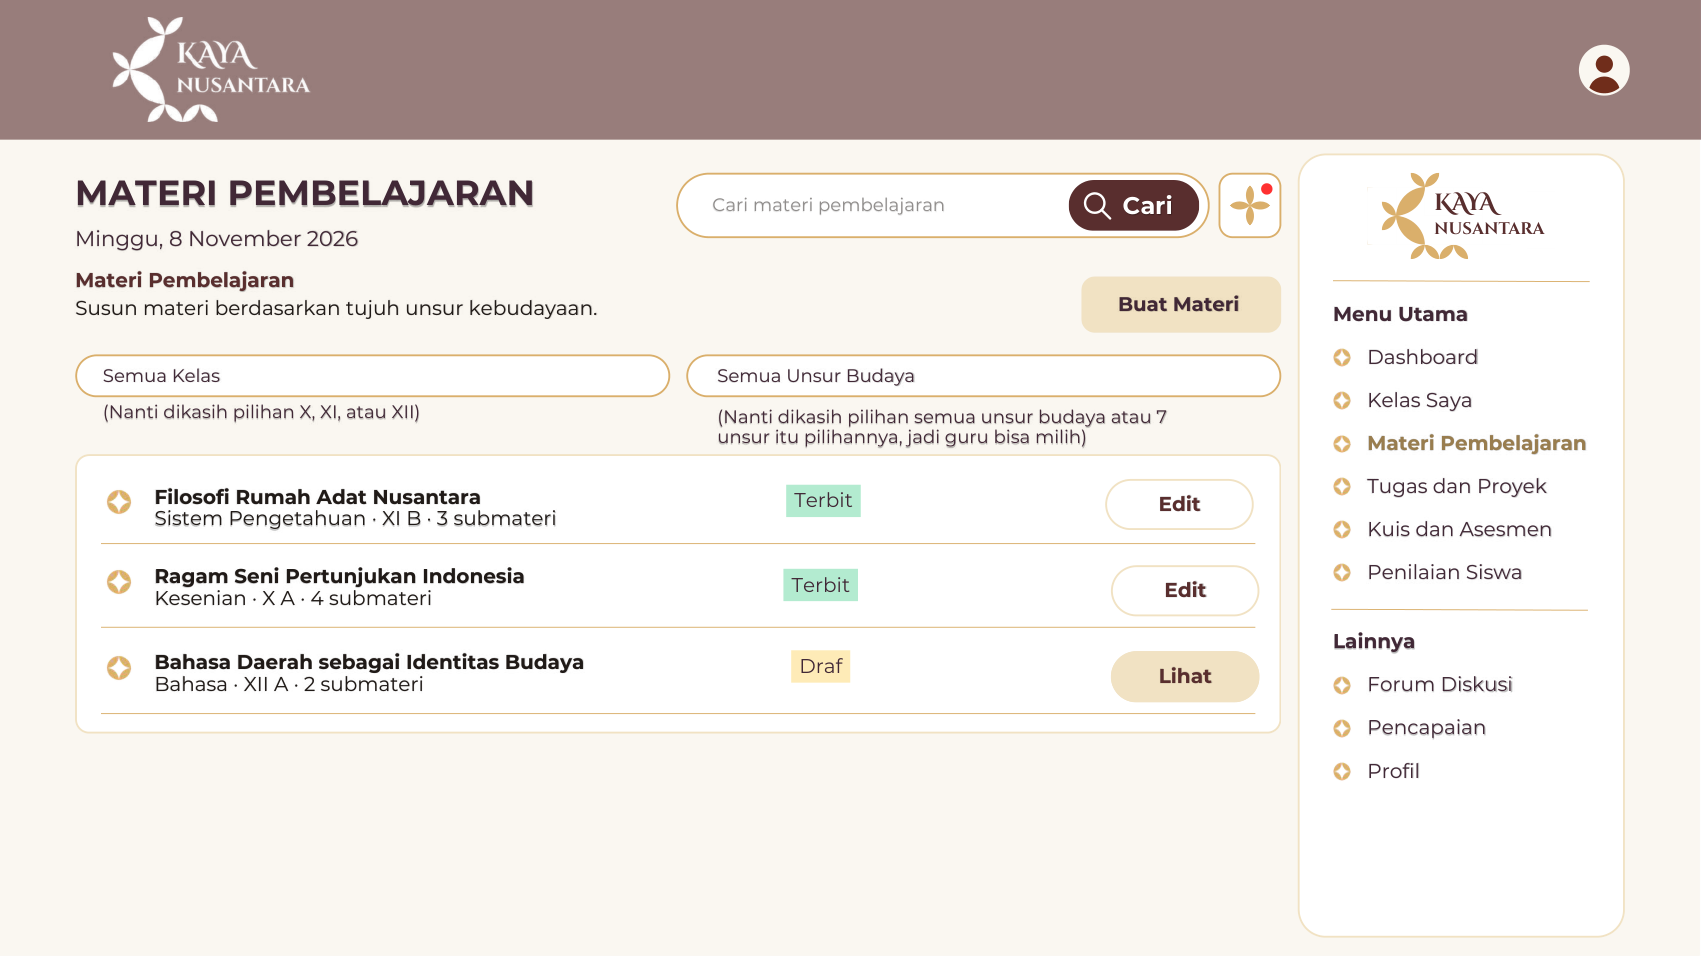 KAYA
NUSANTARA
MATERI PEMBELAJARAN
Minggu, 8 November 2026
Cari materi pembelajaran
Cari
Materi Pembelajaran
Susun materi berdasarkan tujuh unsur kebudayaan.
Buat Materi
Semua Kelas
(Nanti dikasih pilihan X, XI, atau XII)
Semua Unsur Budaya
(Nanti dikasih pilihan semua unsur budaya atau 7
unsur itu pilihannya, jadi guru bisa milih)
Filosofi Rumah Adat Nusantara
Sistem Pengetahuan · XI B · 3 submateri
Terbit
Edit
Ragam Seni Pertunjukan Indonesia
Kesenian · X A · 4 submateri
Terbit
Edit
Bahasa Daerah sebagai Identitas Budaya
Bahasa · XII A · 2 submateri
Draf
Lihat
KAYA
NUSANTARA
Menu Utama
Dashboard
Kelas Saya
Materi Pembelajaran
Tugas dan Proyek
Kuis dan Asesmen
Penilaian Siswa
Lainnya
Forum Diskusi
Pencapaian
Profil